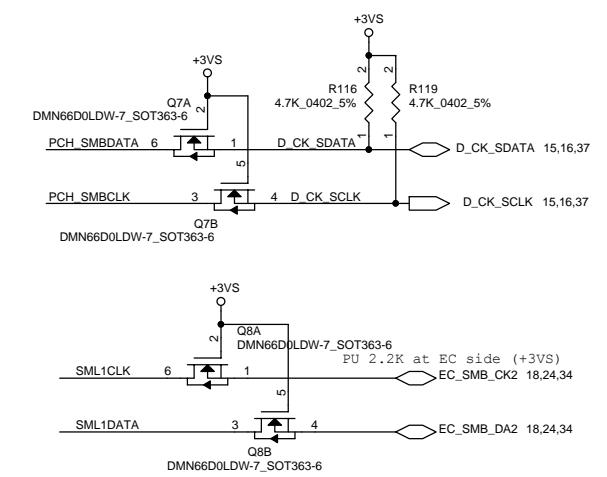 +3VS
+3VS
R116
4.7K_0402_5%
R119
4.7K_0402_5%
2
2
1
1
Q7A
DMN66D0LDW-7_SOT363-6
2
PCH_SMBDATA 6
1 D_CK_SDATA
D_CK_SDATA 15,16,37
5
PCH_SMBCLK 3
4 D_CK_SCLK
D_CK_SCLK 15,16,37
Q7B
DMN66D0LDW-7_SOT363-6
+3VS
Q8A
DMN66D0LDW-7_SOT363-6
2
PU 2.2K at EC side (+3VS)
SML1CLK 6
1
EC_SMB_CK2 18,24,34
5
SML1DATA 3
4
EC_SMB_DA2 18,24,34
Q8B
DMN66D0LDW-7_SOT363-6